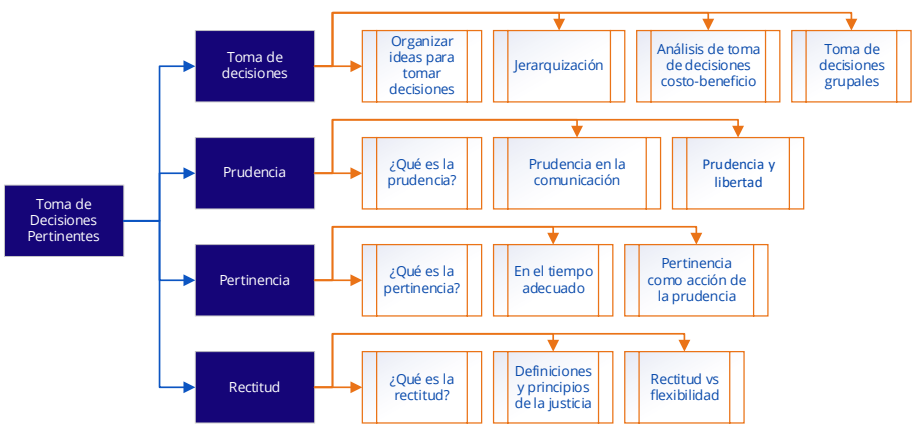 Toma de
Decisiones
Pertinentes
Toma de
decisiones
Organizar
ideas para
tomar
decisiones
Jerarquización
Análisis de toma
de decisiones
costo-beneficio
Toma de
decisiones
grupales
Prudencia
¿Qué es la
prudencia?
Prudencia en la
comunicación
Prudencia y
libertad
Pertinencia
¿Qué es la
pertinencia?
En el tiempo
adecuado
Pertinencia
como acción de
la prudencia
Rectitud
¿Qué es la
rectitud?
Definiciones
y principios
de la justicia
Rectitud vs
flexibilidad